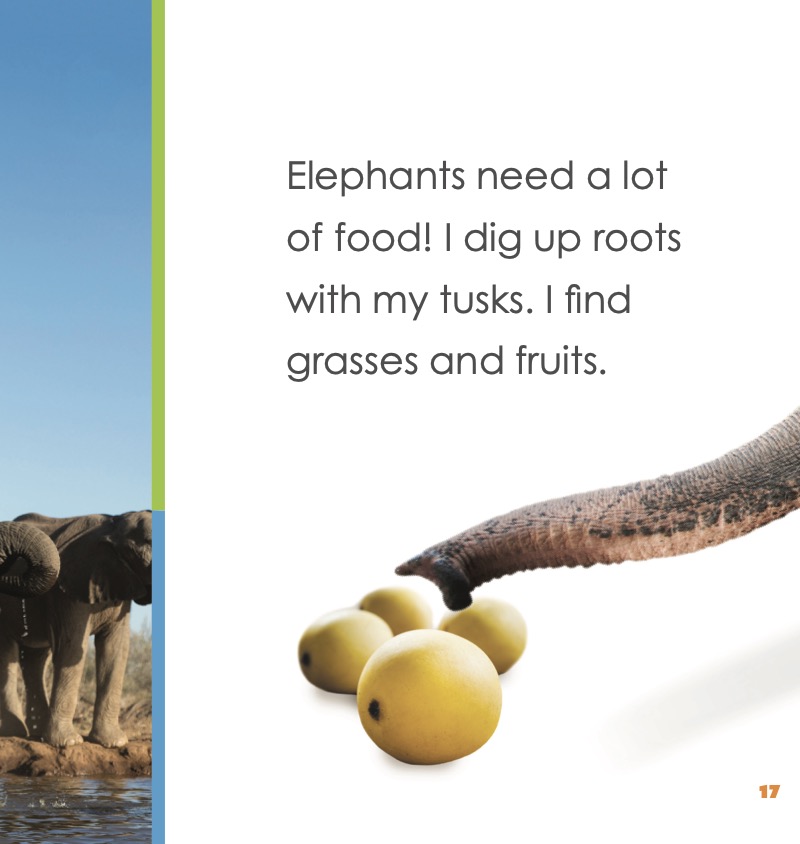 Elephants need a lot
of food! I dig up roots
with my tusks. I find
grasses and fruits.
17